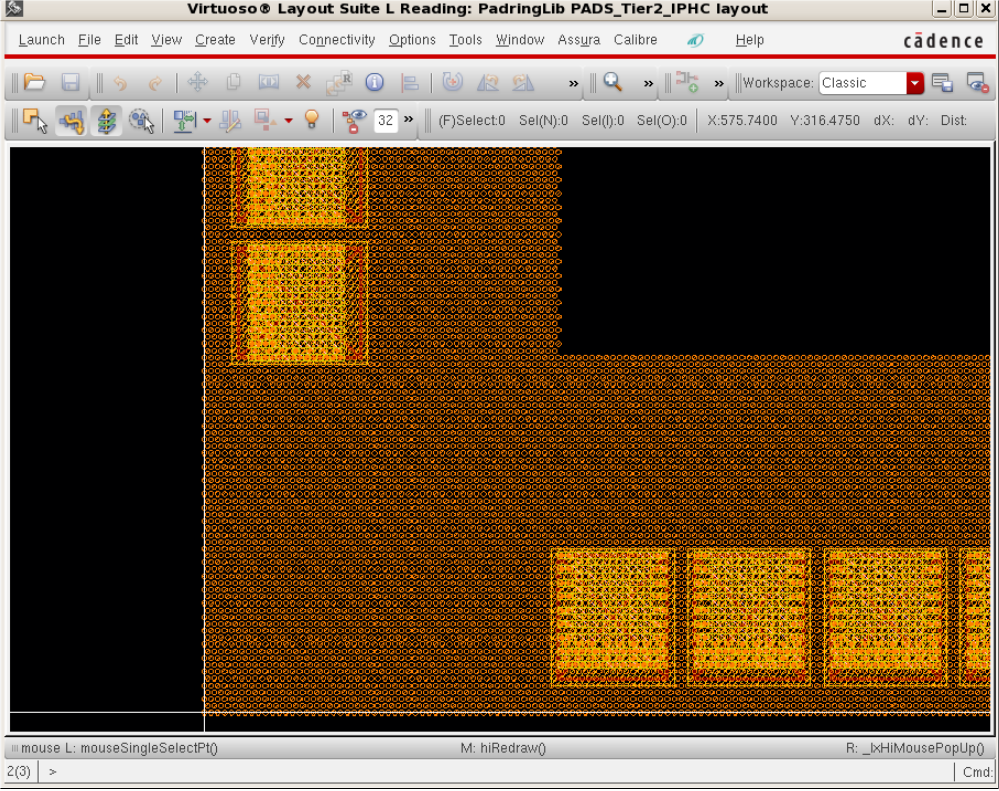 Virtuoso® Layout Suite L Reading: PadringLib PADS_Tier2_IPHC layout
Launch File Edit View Create Verify Connectivity Options Tools Window Assura Calibre Help cādence
» » » Workspace: Classic
32 » (F)Select:0 Sel(N):0 Sel(I):0 Sel(O):0 X:575.7400 Y:316.4750 dX: dY: Dist:
mouse L: mouseSingleSelectPt() M: hiRedraw() R: _lxHiMousePopUp()
2(3) > Cmd: